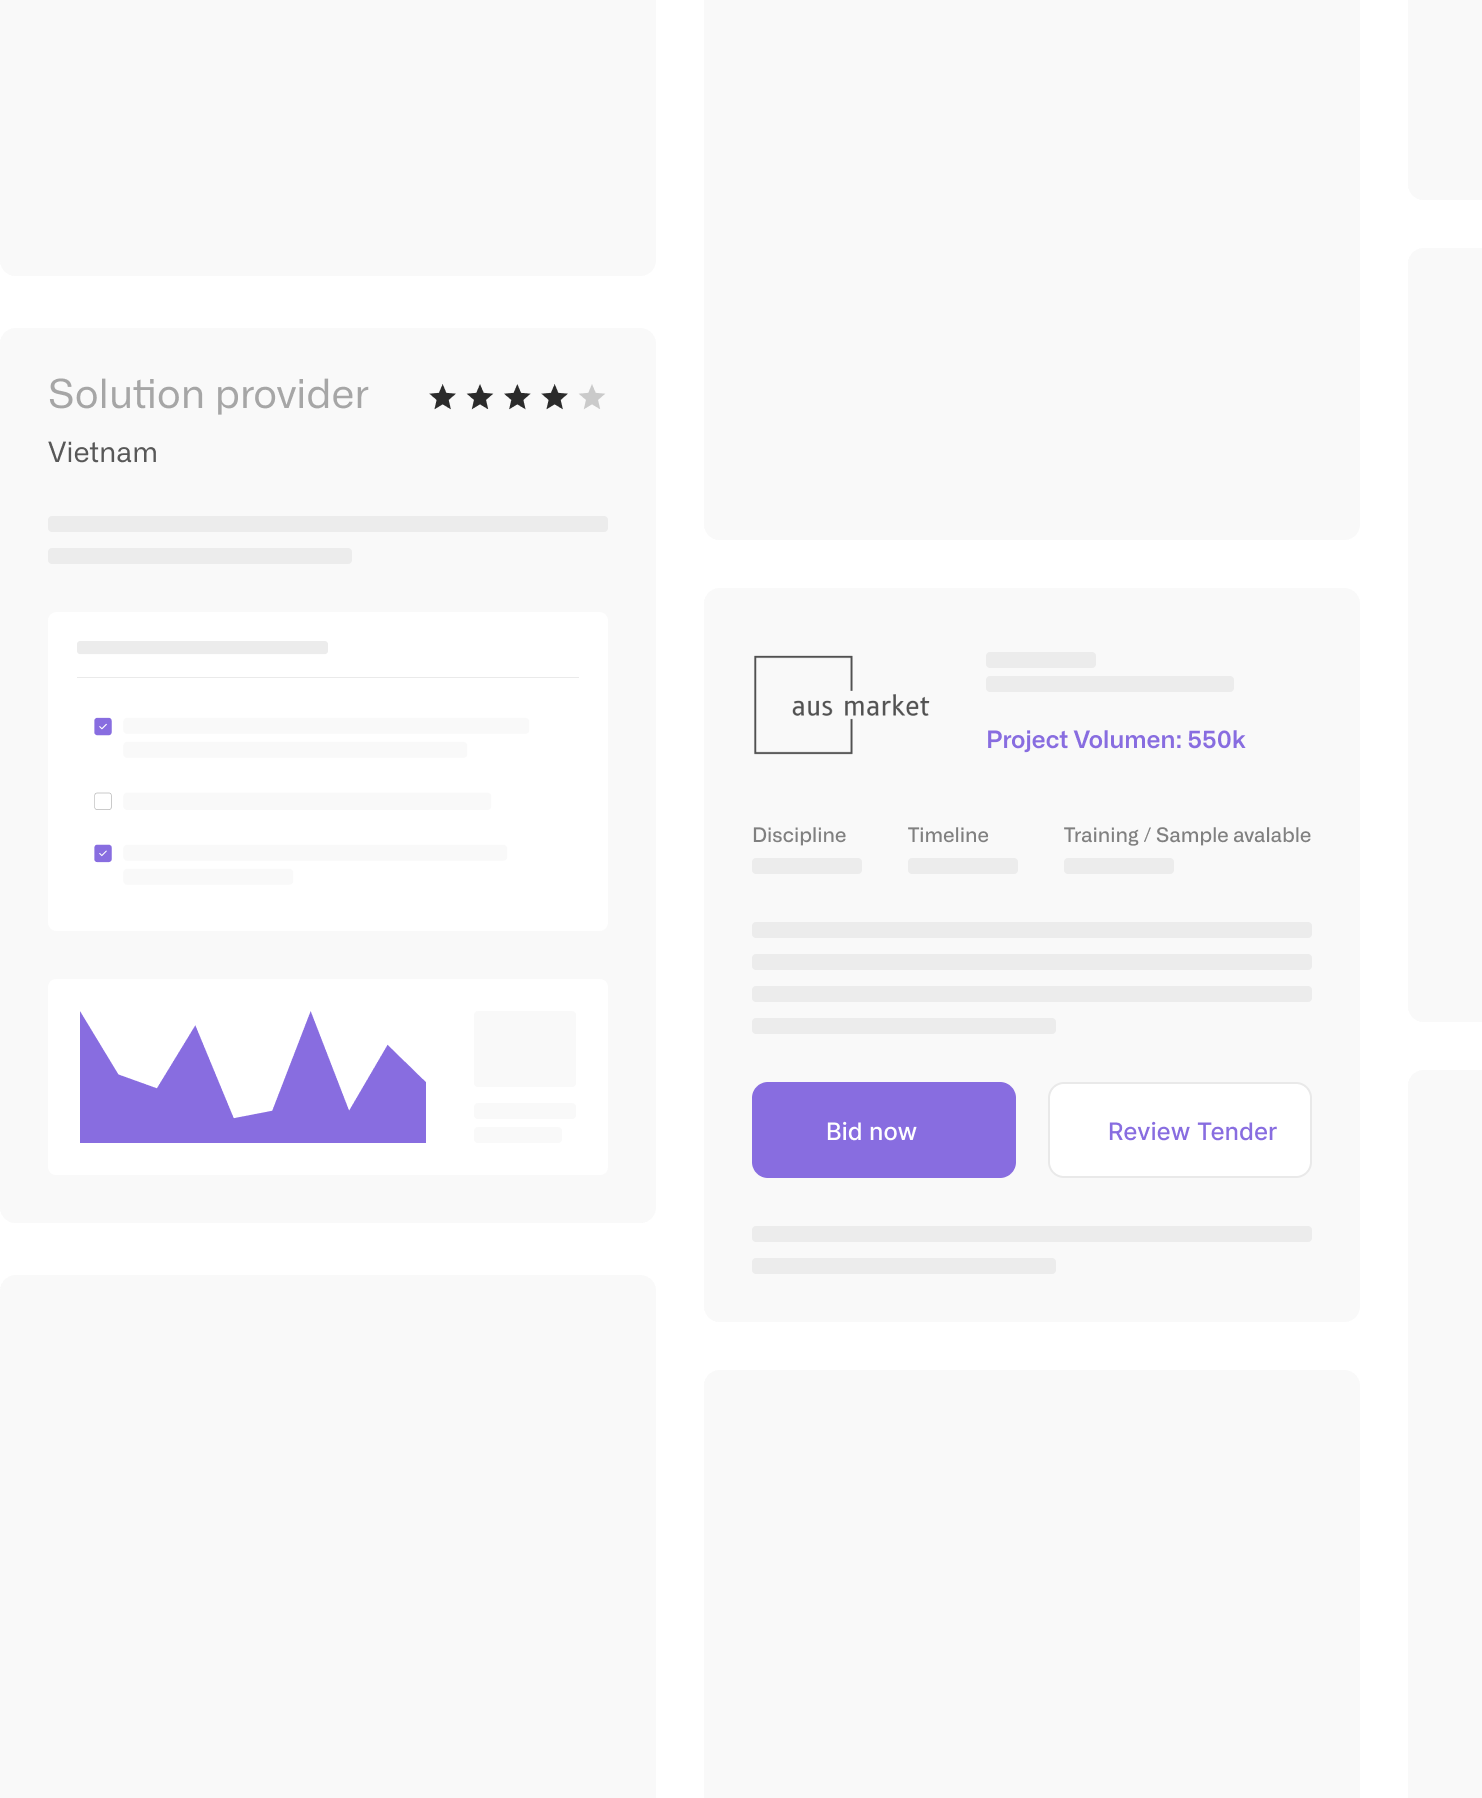 Solution provider
Vietnam
aus market
Project Volumen: 550k
Discipline
Timeline
Training / Sample avalable
Bid now
Review Tender